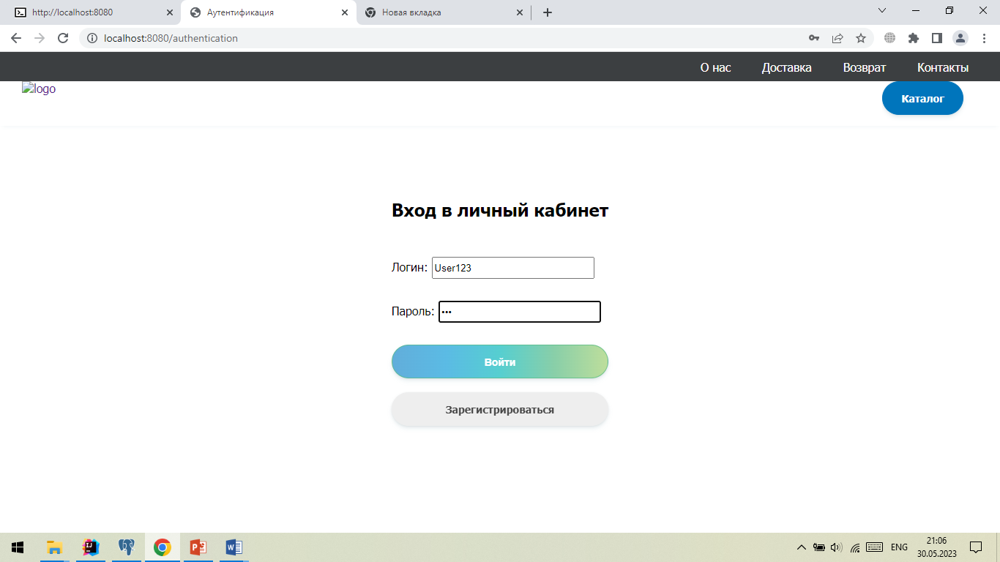 http://localhost:8080
Аутентификация
Новая вкладка
localhost:8080/authentication
О нас
Доставка
Возврат
Контакты
logo
Каталог
Вход в личный кабинет
Логин: User123
Пароль: •••
Войти
Зарегистрироваться
ENG
21:06
30.05.2023